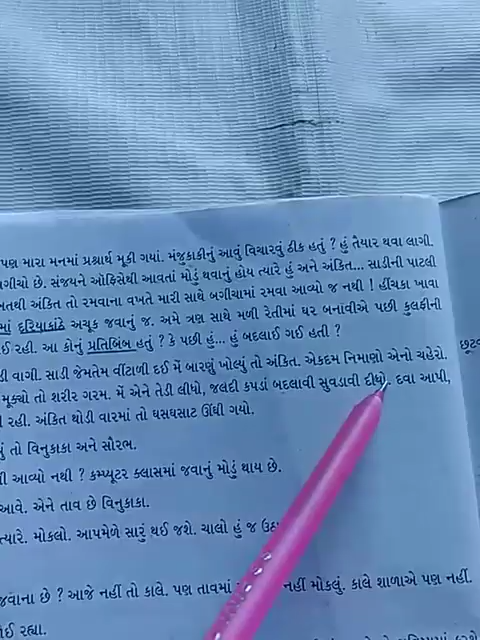 પણ મારા મનમાં પ્રશ્નાર્થ મૂકી ગયાં. મંજુકાકીનું આવું વિચારવું ઠીક હતું ? હું તૈયાર થવા લાગી.
ગીચો છે. સંજયને ઑફિસેથી આવતાં મોડું થવાનું હોય ત્યારે હું અને અંકિત... સાડીની પાટલી
અંકિત તો રમવાના વખતે મારી સાથે બગીચામાં રમવા આવ્યો જ નથી ! હીંચકા ખાવા
માં દરિયાકાંઠે અચૂક જવાનું જ. અમે ત્રણ સાથે મળી રેતીમાં ઘર બનાવીએ પછી કુલફીની
ઈ રહી. આ કોનું પ્રતિબિંબ હતું ? કે પછી હું... હું બદલાઈ ગઈ હતી ?
ડી વાગી. સાડી જેમતેમ વીંટાળી દઈ મેં બારણું ખોલ્યું તો અંકિત. એકદમ નિમાણો એનો ચહેરો.
મૂક્યો તો શરીર ગરમ. મેં એને તેડી લીધો, જલદી કપડાં બદલાવી સુવડાવી દીધો. દવા આપી,
રહી. અંકિત થોડી વારમાં તો ઘસઘસાટ ઊંઘી ગયો.
તો વિનુકાકા અને સૌરભ.
આવ્યો નથી ? કમ્પ્યૂટર ક્લાસમાં જવાનું મોડું થાય છે.
આવે. એને તાવ છે વિનુકાકા.
ત્યારે. મોકલો. આપમેળે સારું થઈ જશે. ચાલો હું જ
જવાના છે ? આજે નહીં તો કાલે. પણ તાવમાં નહીં મોકલું. કાલે શાળાએ પણ નહીં.
રહ્યા.